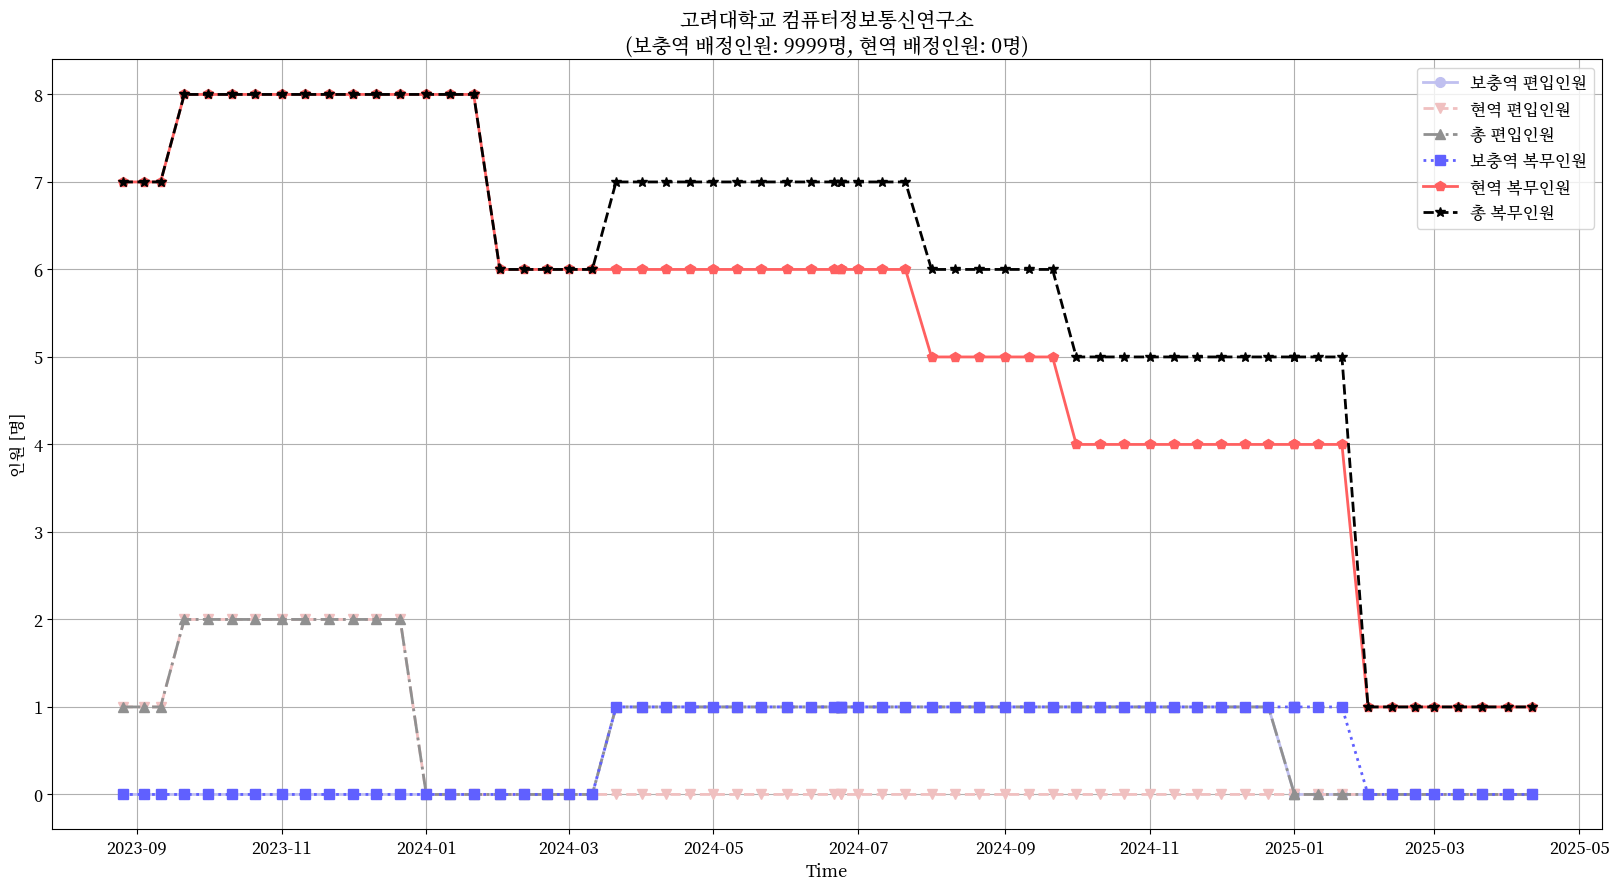 고려대학교 컴퓨터정보통신연구소
(보충역 배정인원: 9999명, 현역 배정인원: 0명)
보충역 편입인원
현역 편입인원
총 편입인원
보충역 복무인원
현역 복무인원
총 복무인원
인원 [명]
8
7
6
5
4
3
2
1
0
2023-09
2023-11
2024-01
2024-03
2024-05
2024-07
2024-09
2024-11
2025-01
2025-03
2025-05
Time